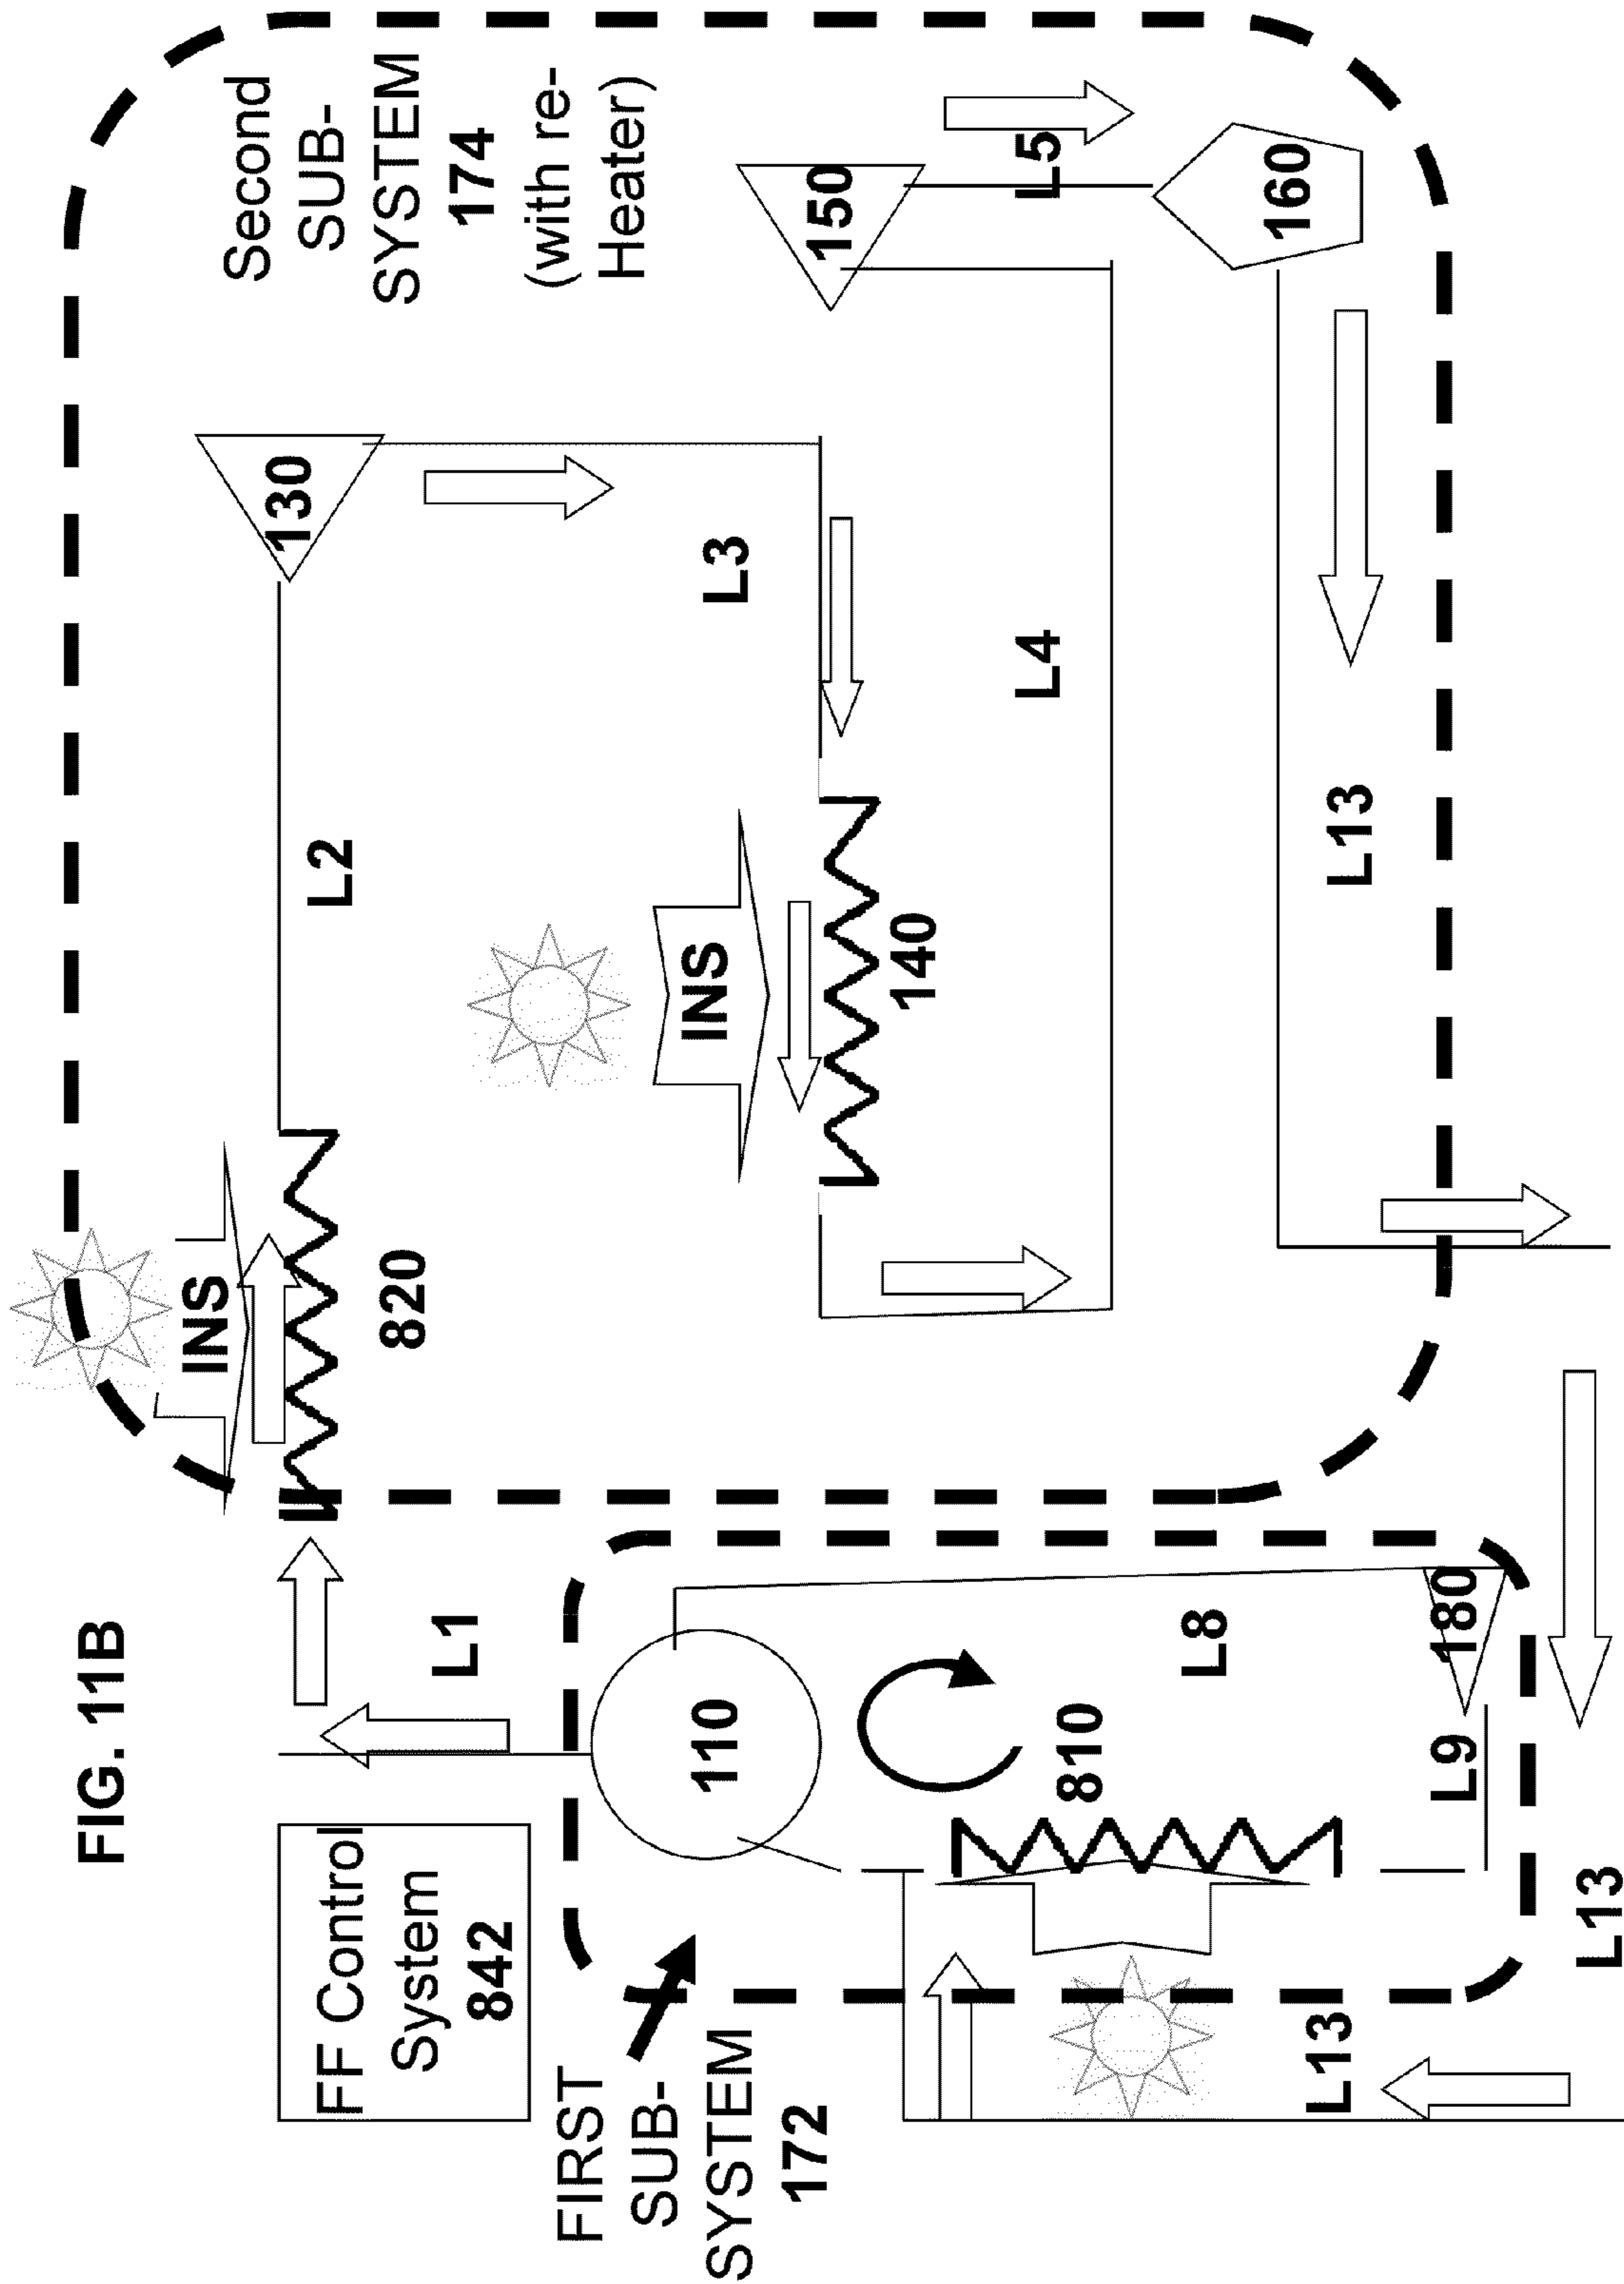 FIG. 11B
FF Control
System
842
L1
INS
820
L2
130
Second
SUB-
SYSTEM
174
(with re-
Heater)
FIRST
SUB-
SYSTEM
172
110
810
L8
180
L9
INS
140
L3
L4
150
L5
160
L13
L13
L13